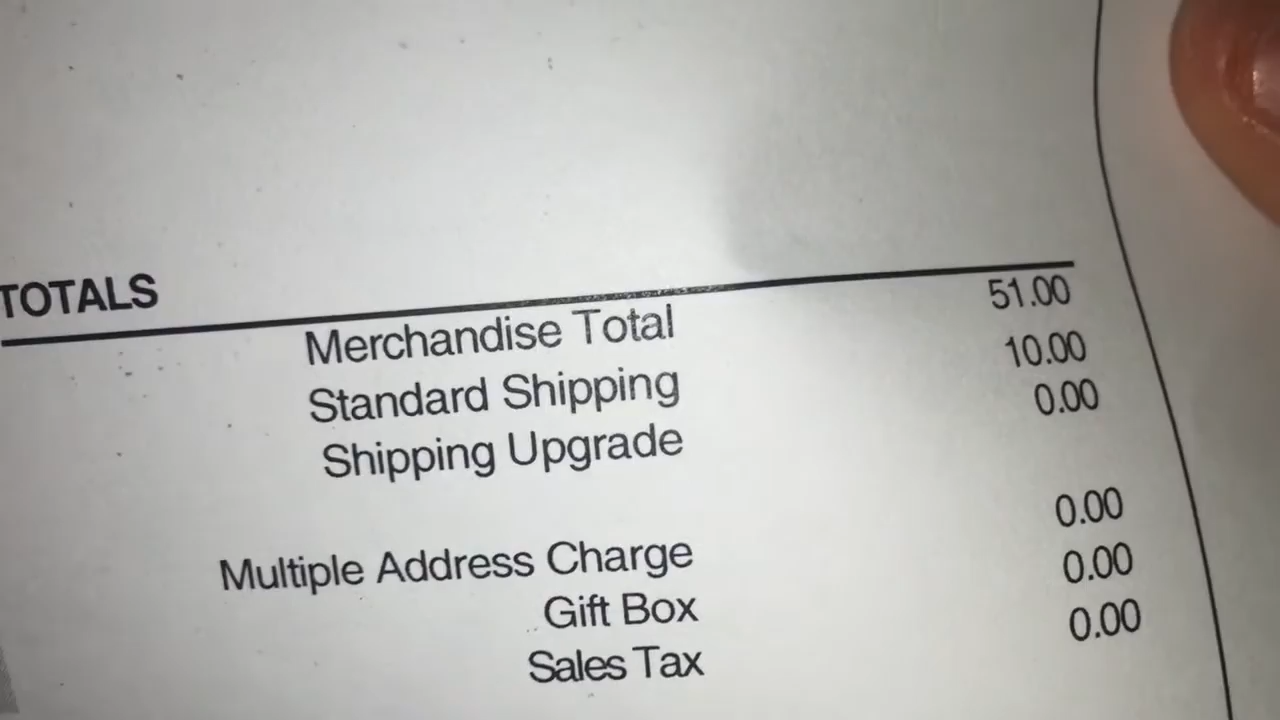 TOTALS
Merchandise Total 51.00
Standard Shipping 10.00
Shipping Upgrade 0.00
Multiple Address Charge 0.00
Gift Box 0.00
Sales Tax 0.00